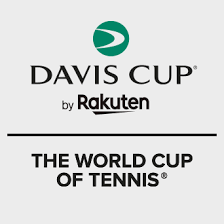 DAVIS CUP®
by Rakuten
THE WORLD CUP
OF TENNIS®